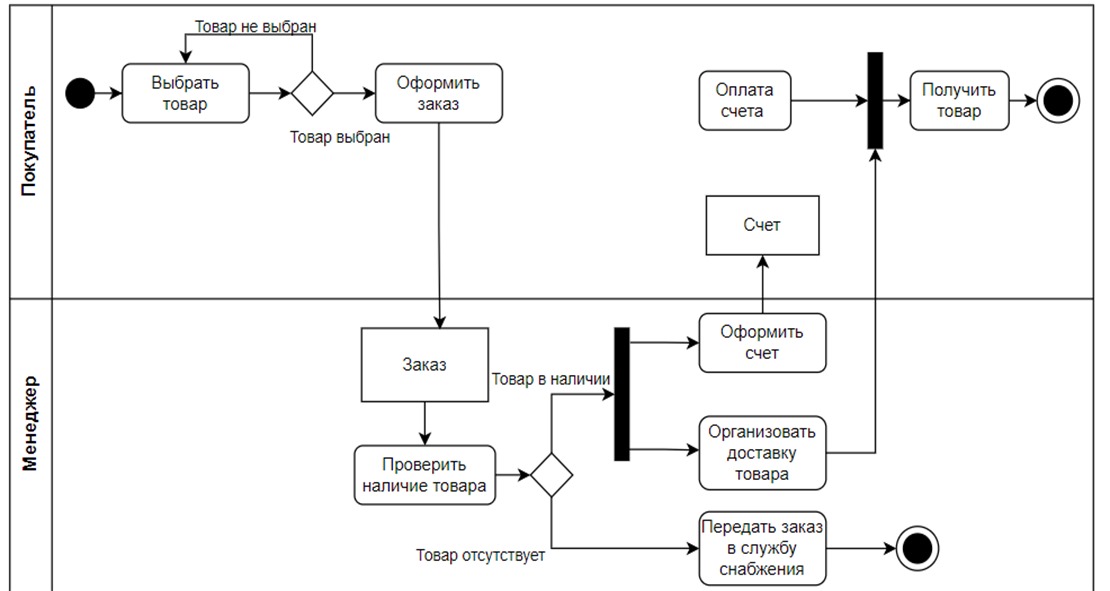 Покупатель
Товар не выбран
Выбрать
товар
Товар выбран
Оформить
заказ
Оплата
счета
Получить
товар
Счет
Менеджер
Заказ
Проверить
наличие товара
Товар в наличии
Товар отсутствует
Оформить
счет
Организовать
доставку
товара
Передать заказ
в службу
снабжения